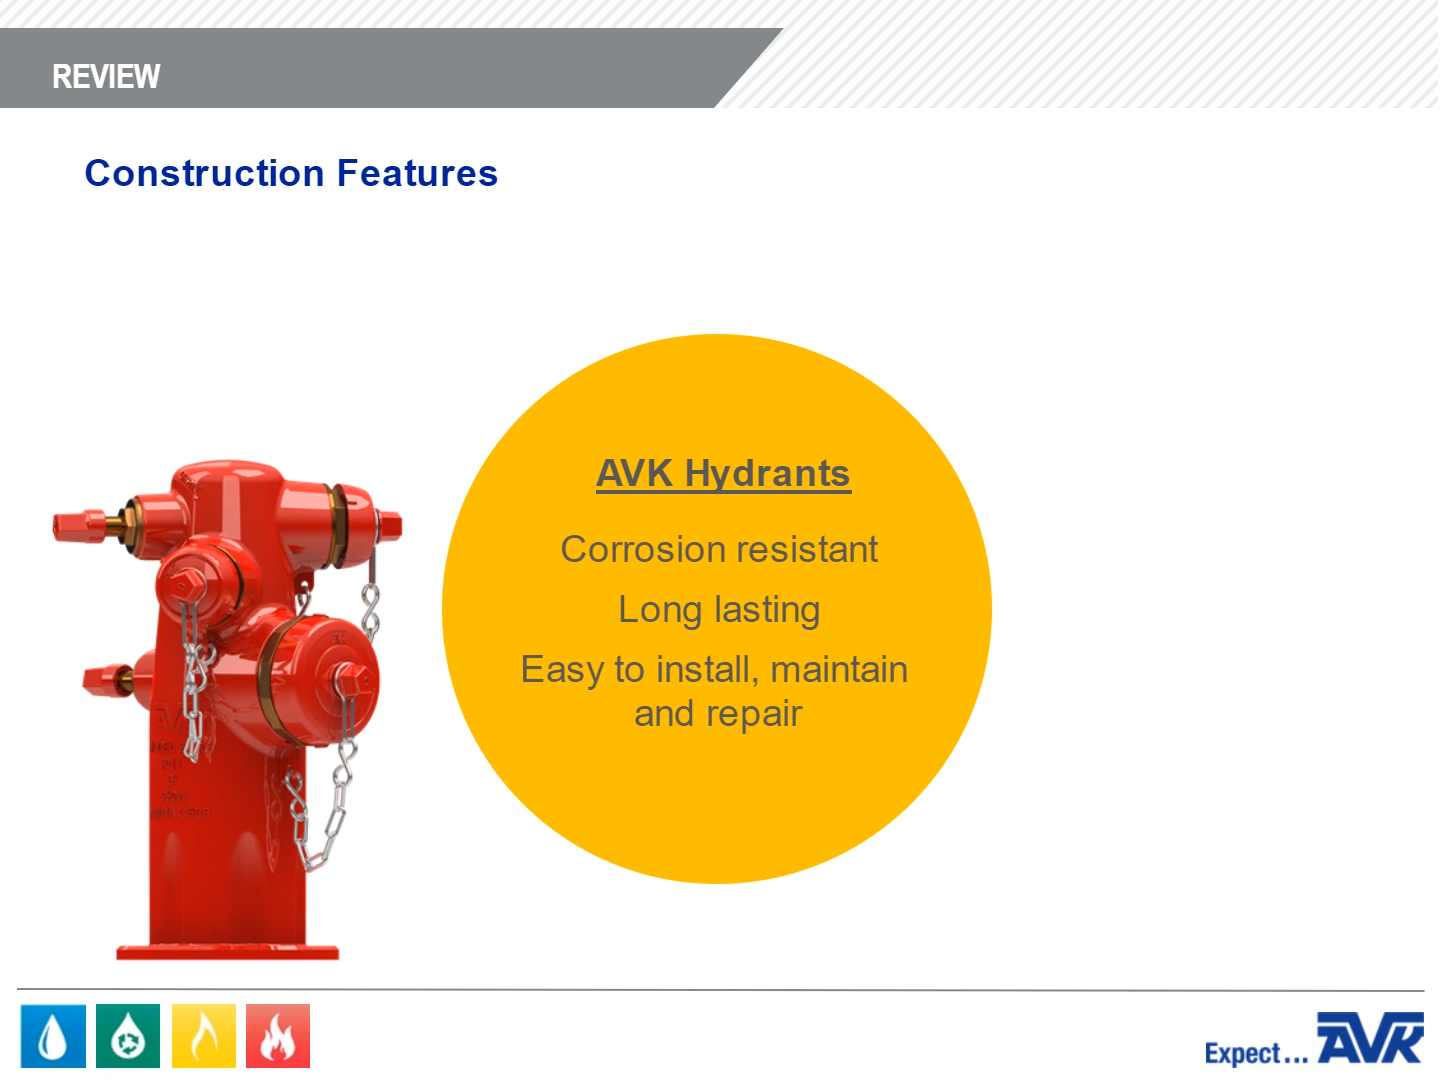 REVIEW
Construction Features
AVK Hydrants
Corrosion resistant
Long lasting
Easy to install, maintain
and repair
Expect... AVK